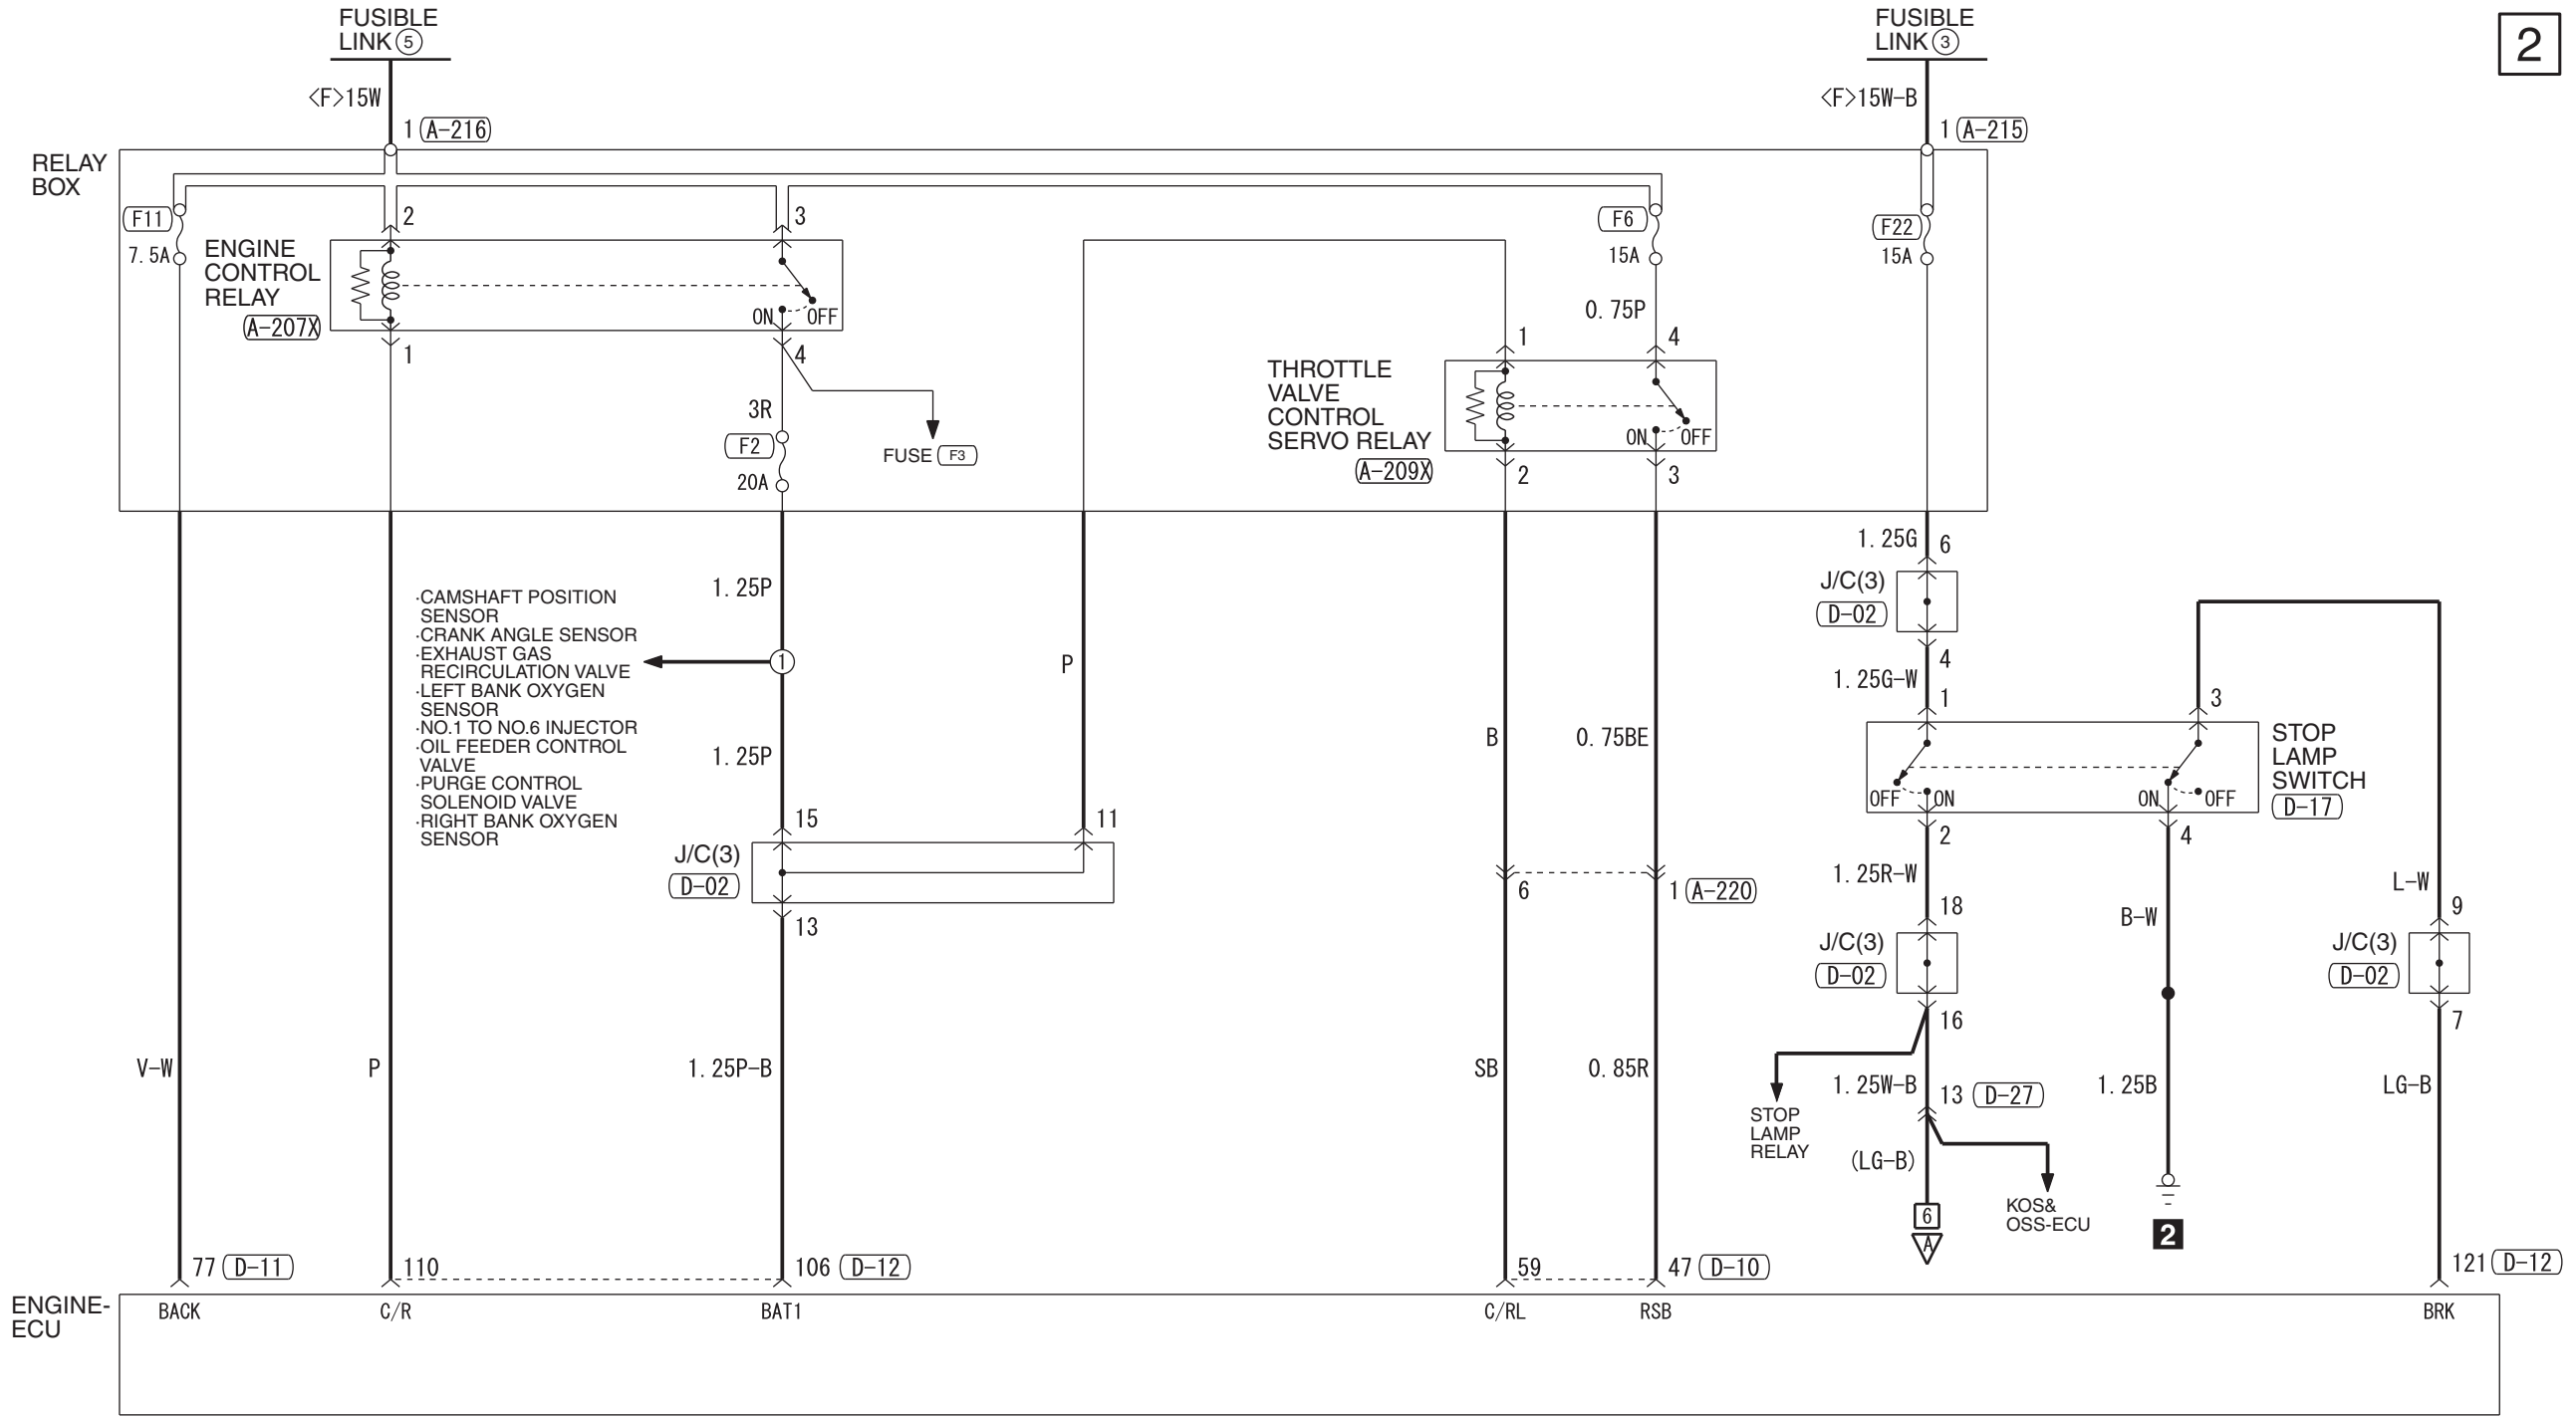 FUSIBLE
LINK 5
FUSIBLE
LINK 3
2
<F>15W
<F>15W-B
1 A-216
1 A-215
RELAY
BOX
F11
7.5A
2
3
F6
15A
F22
15A
ENGINE
CONTROL
RELAY
A-207X
ON
OFF
1
4
0.75P
1
4
THROTTLE
VALVE
CONTROL
SERVO RELAY
A-209X
ON
OFF
2
3
3R
F2
20A
FUSE F3
1.25G
6
J/C(3)
D-02
4
1.25G-W
1
3
1.25P
·CAMSHAFT POSITION
SENSOR
·CRANK ANGLE SENSOR
·EXHAUST GAS
RECIRCULATION VALVE
·LEFT BANK OXYGEN
SENSOR
·NO.1 TO NO.6 INJECTOR
·OIL FEEDER CONTROL
VALVE
·PURGE CONTROL
SOLENOID VALVE
·RIGHT BANK OXYGEN
SENSOR
1
P
1.25P
B
0.75BE
STOP
LAMP
SWITCH
D-17
OFF
ON
ON
OFF
2
4
15
11
J/C(3)
D-02
13
6
1 A-220
1.25R-W
18
B-W
L-W
9
J/C(3)
D-02
16
J/C(3)
D-02
7
V-W
P
1.25P-B
SB
0.85R
STOP
LAMP
RELAY
1.25W-B
13 D-27
1.25B
LG-B
(LG-B)
KOS&
OSS-ECU
6
A
2
77 D-11
110
106 D-12
59
47 D-10
121 D-12
ENGINE-
ECU
BACK
C/R
BAT1
C/RL
RSB
BRK